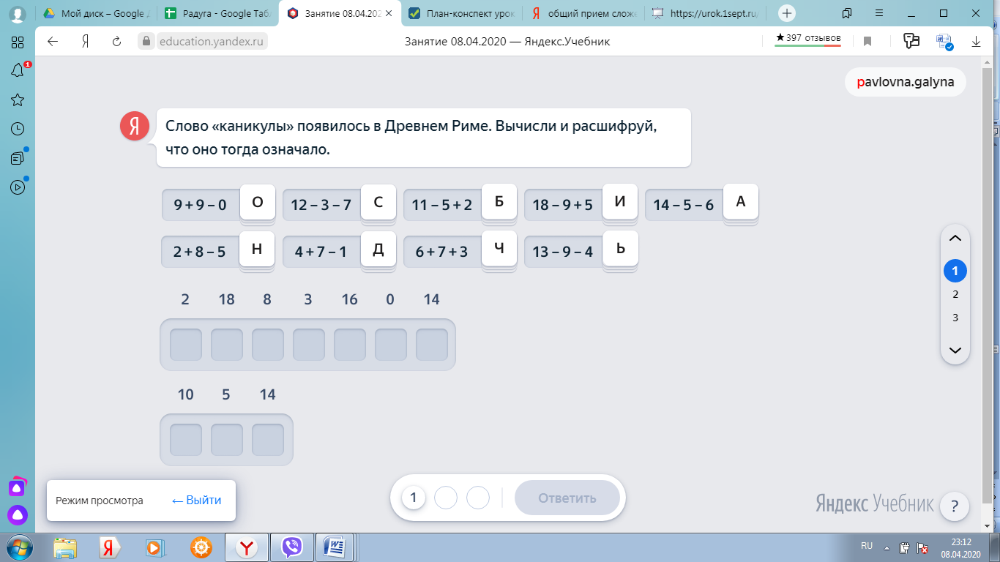 Мой диск – Google Д
Радуга - Google Таб
Занятие 08.04.202
План-конспект урок
общий прием сложе
https://urok.1sept.ru
education.yandex.ru
Занятие 08.04.2020 — Яндекс.Учебник
★397 отзывов
1
pavlovna.galyna
Я
Слово «каникулы» появилось в Древнем Риме. Вычисли и расшифруй,
что оно тогда означало.
9 + 9 – 0 О 12 – 3 – 7 С 11 – 5 + 2 Б 18 – 9 + 5 И 14 – 5 – 6 А
2 + 8 – 5 Н 4 + 7 – 1 Д 6 + 7 + 3 Ч 13 – 9 – 4 Ь
1
2
3
2 18 8 3 16 0 14
10 5 14
Режим просмотра ← Выйти
1
Ответить
Яндекс Учебник ?
RU
23:12
08.04.2020